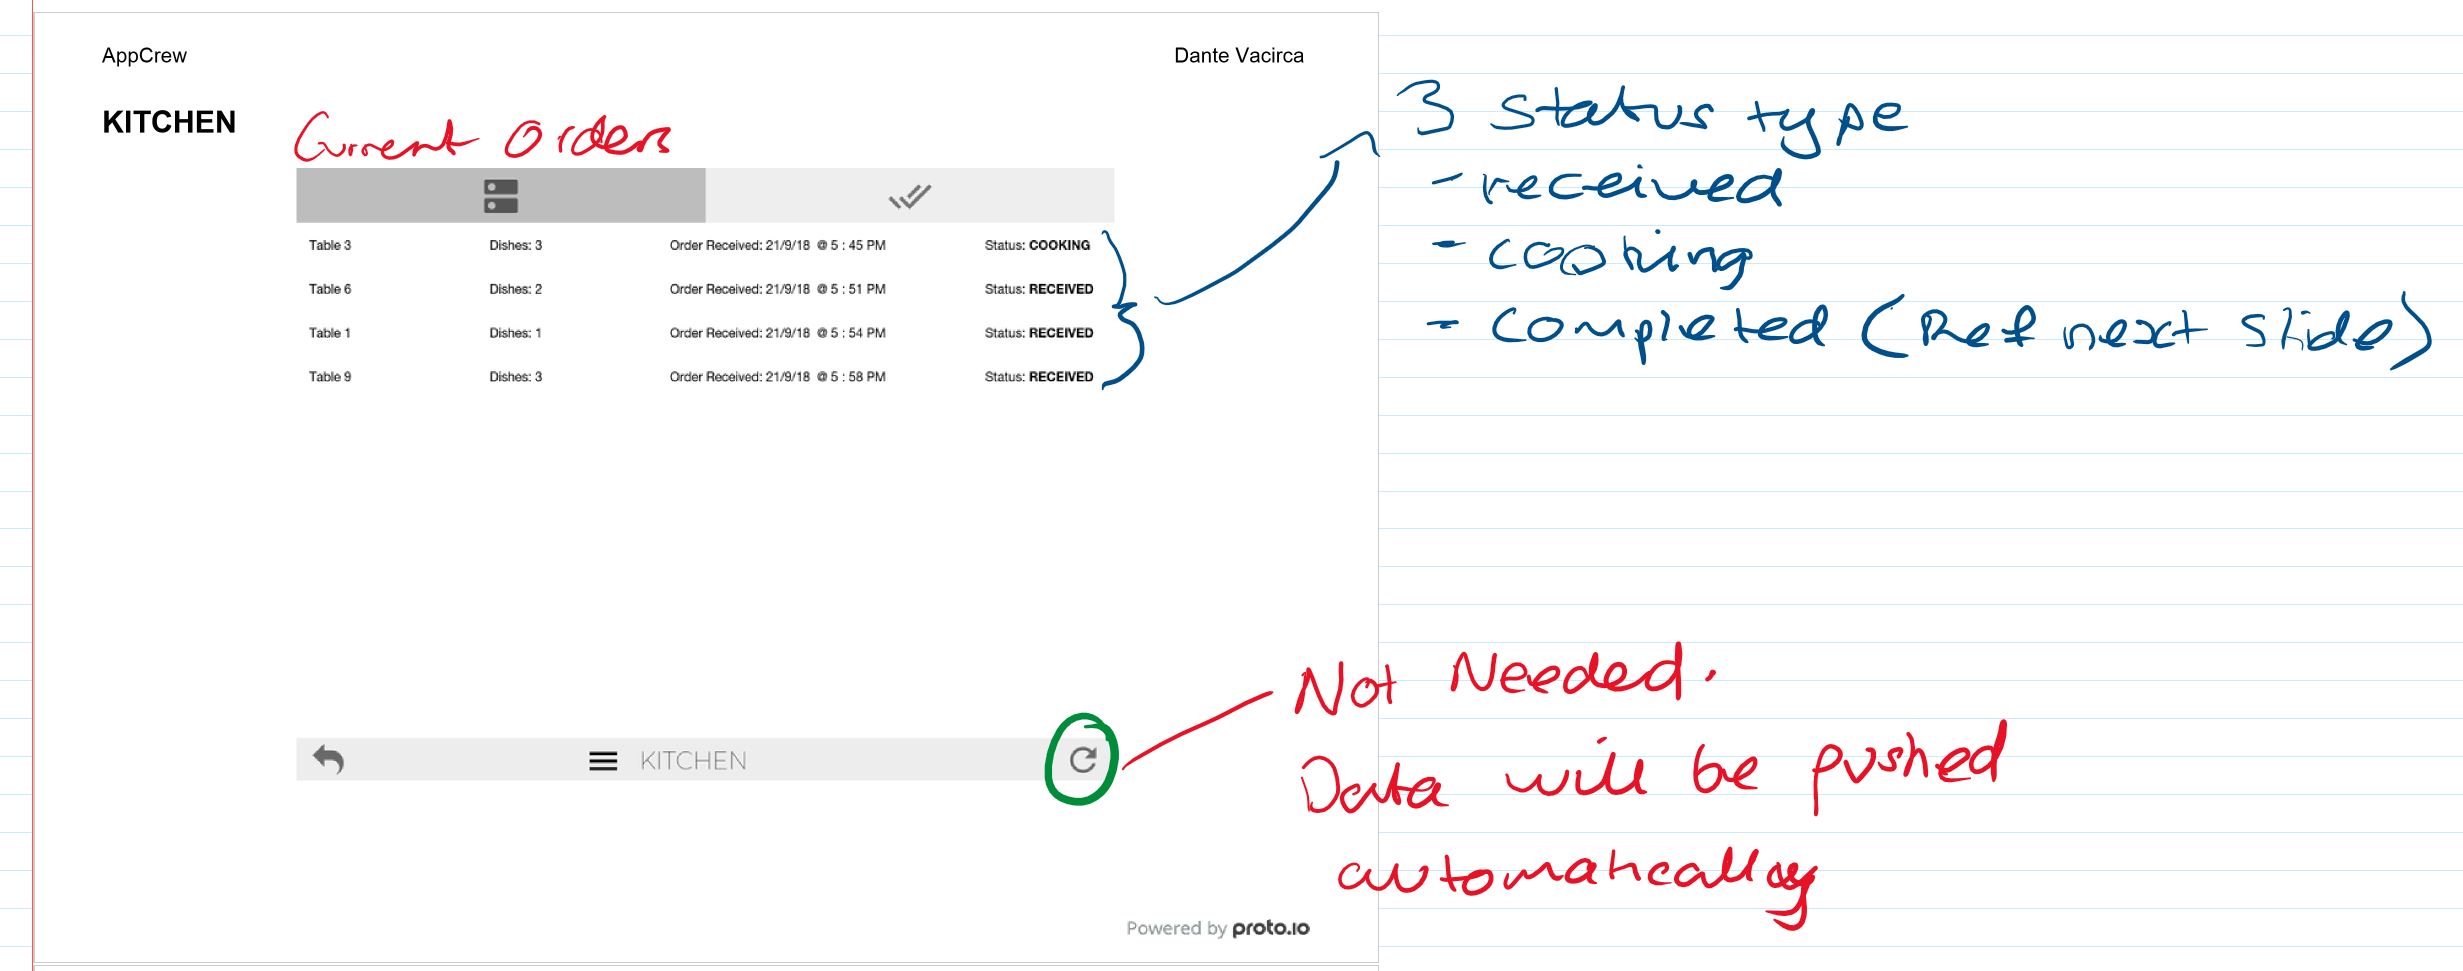 AppCrew Dante Vacirca
KITCHEN
Current Orders
Table 3 Dishes: 3 Order Received: 21/9/18 @ 5 : 45 PM Status: COOKING
Table 6 Dishes: 2 Order Received: 21/9/18 @ 5 : 51 PM Status: RECEIVED
Table 1 Dishes: 1 Order Received: 21/9/18 @ 5 : 54 PM Status: RECEIVED
Table 9 Dishes: 3 Order Received: 21/9/18 @ 5 : 58 PM Status: RECEIVED
3 Status type
- received
- cooking
- completed (Ref next slide)
KITCHEN
Not Needed.
Data will be pushed
automatically
Powered by proto.io